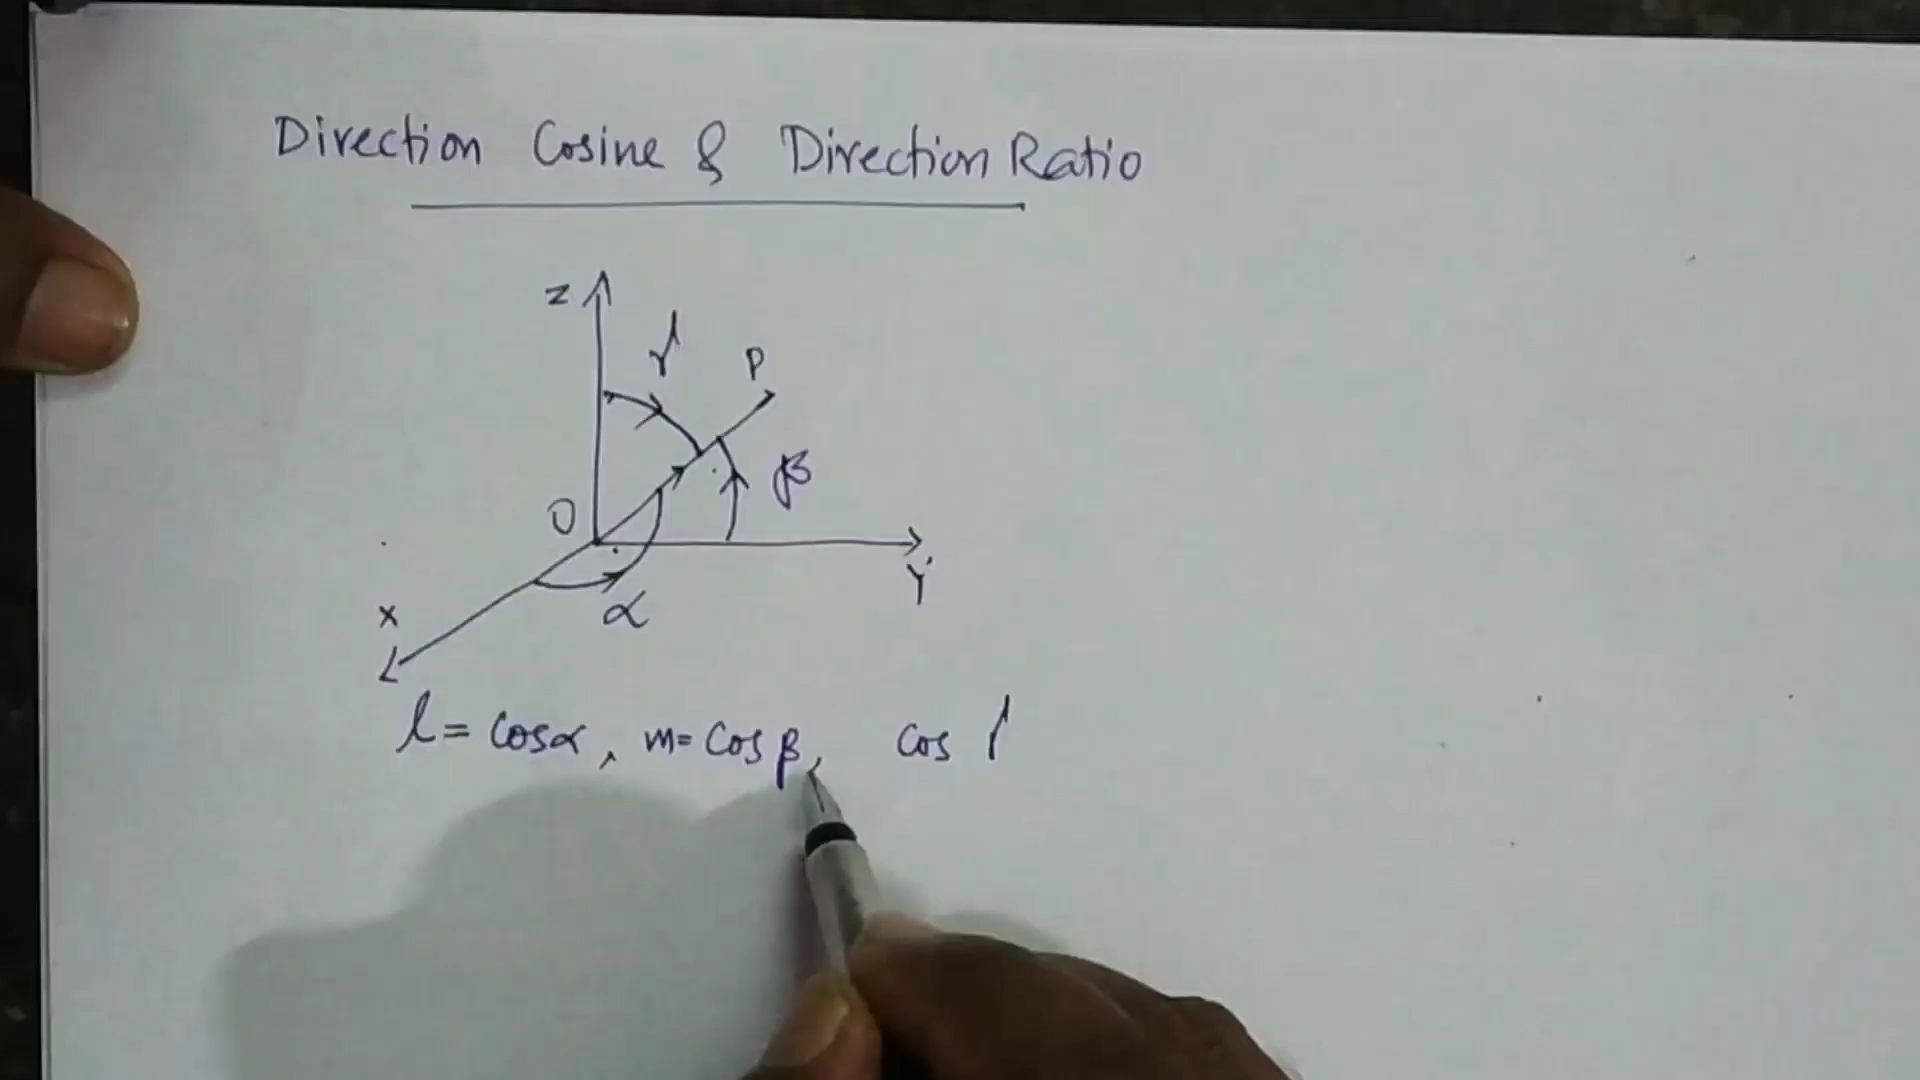 Direction Cosine & Direction Ratio
Z
γ
P
β
O
Y
X
α
l = cosα, m = cos β, cos